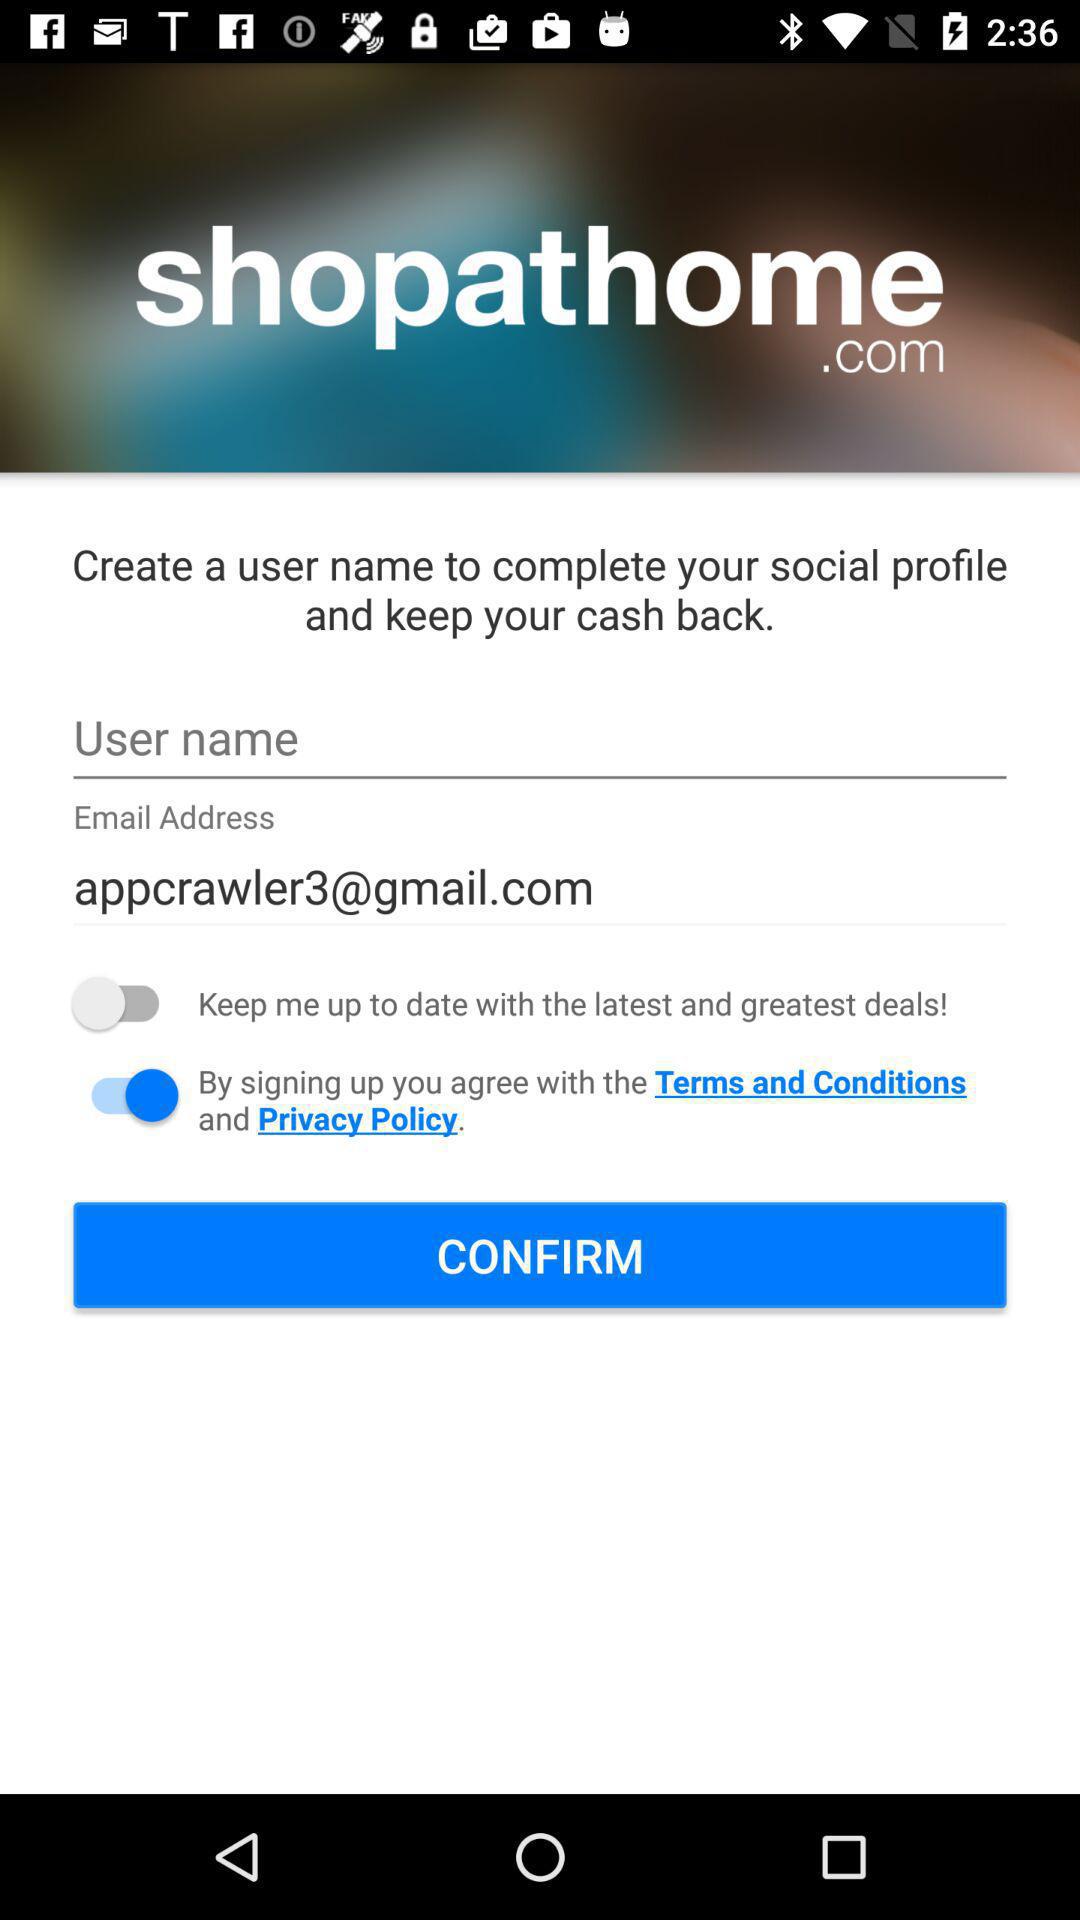 FAKE
2:36
shopathome
.com
Create a user name to complete your social profile
and keep your cash back.
User name
Email Address
appcrawler3@gmail.com
Keep me up to date with the latest and greatest deals!
By signing up you agree with the Terms and Conditions
and Privacy Policy.
CONFIRM